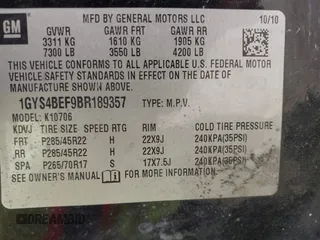 GM
MFD BY GENERAL MOTORS LLC 10/10
GVWR GAWR FRT GAWR RR
3311 KG 1610 KG 1905 KG
7300 LB 3550 LB 4200 LB
THIS VEHICLE CONFORMS TO ALL APPLICABLE U.S. FEDERAL MOTOR
VEHICLE SAFETY, BUMPER, AND THEFT PREVENTION
STANDARDS IN EFFECT ON THE DATE OF
MANUFACTURE SHOWN ABOVE.
1GYS4BEF9BR189357 TYPE: M.P.V.
MODEL: K10706
KDVJ TIRE SIZE SPEED RTG RIM COLD TIRE PRESSURE
FRT P285/45R22 H 22X9J 240KPA(35PSI)
RR P285/45R22 H 22X9J 240KPA(35PSI)
SPA P265/70R17 S 17X7.5J 240KPA(35PSI)
SEE OWNER'S MANUAL FOR MORE INFORMATION.